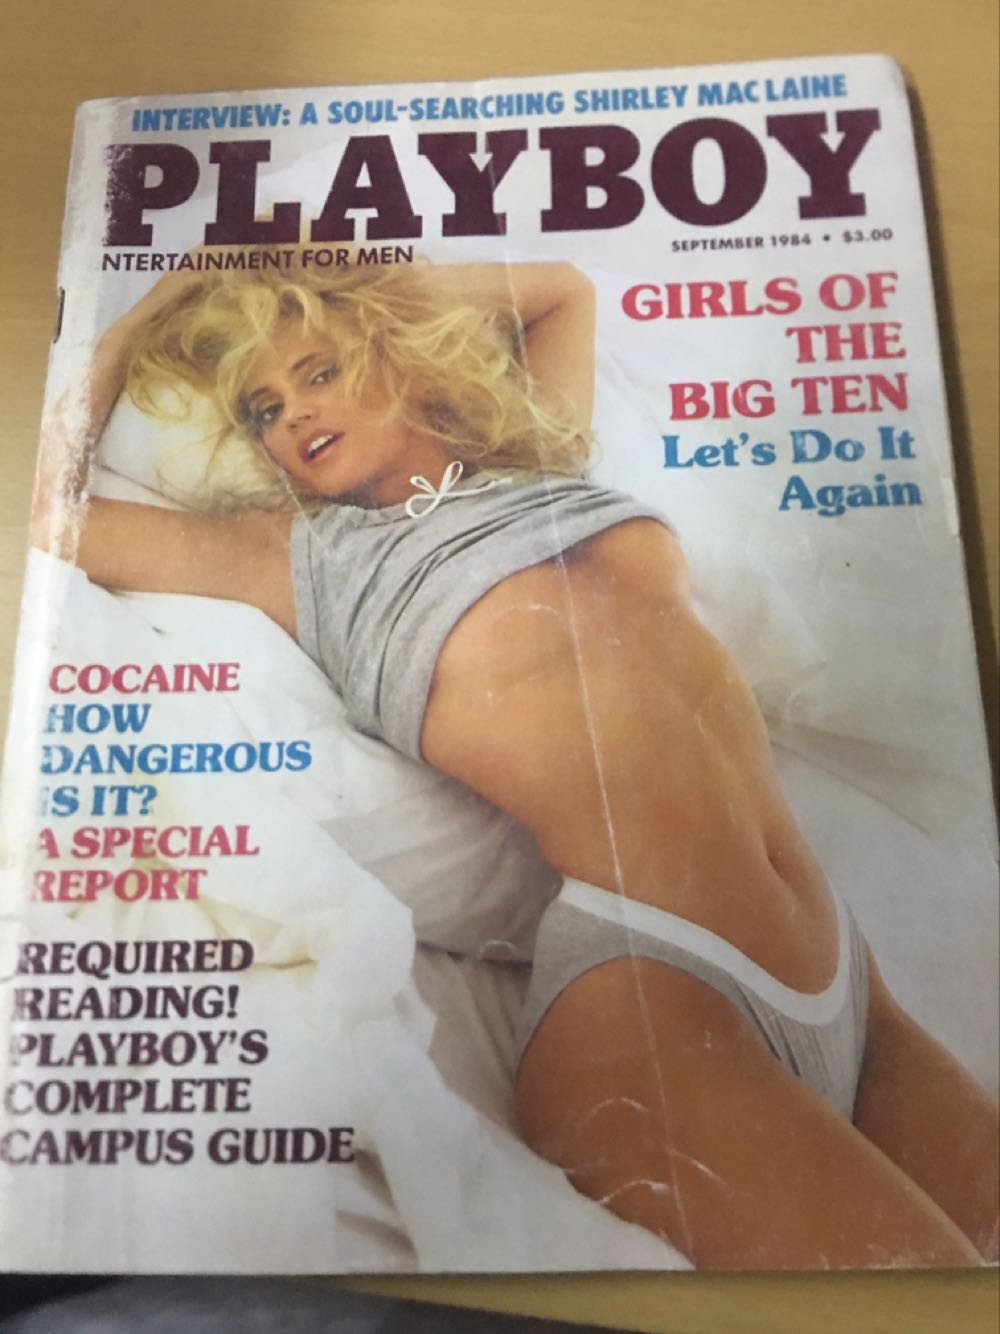 INTERVIEW: A SOUL-SEARCHING SHIRLEY MAC LAINE
PLAYBOY
NTERTAINMENT FOR MEN
SEPTEMBER 1984 • $3.00
GIRLS OF
THE
BIG TEN
Let's Do It
Again
COCAINE
HOW
DANGEROUS
IS IT?
A SPECIAL
REPORT
REQUIRED
READING!
PLAYBOY'S
COMPLETE
CAMPUS GUIDE